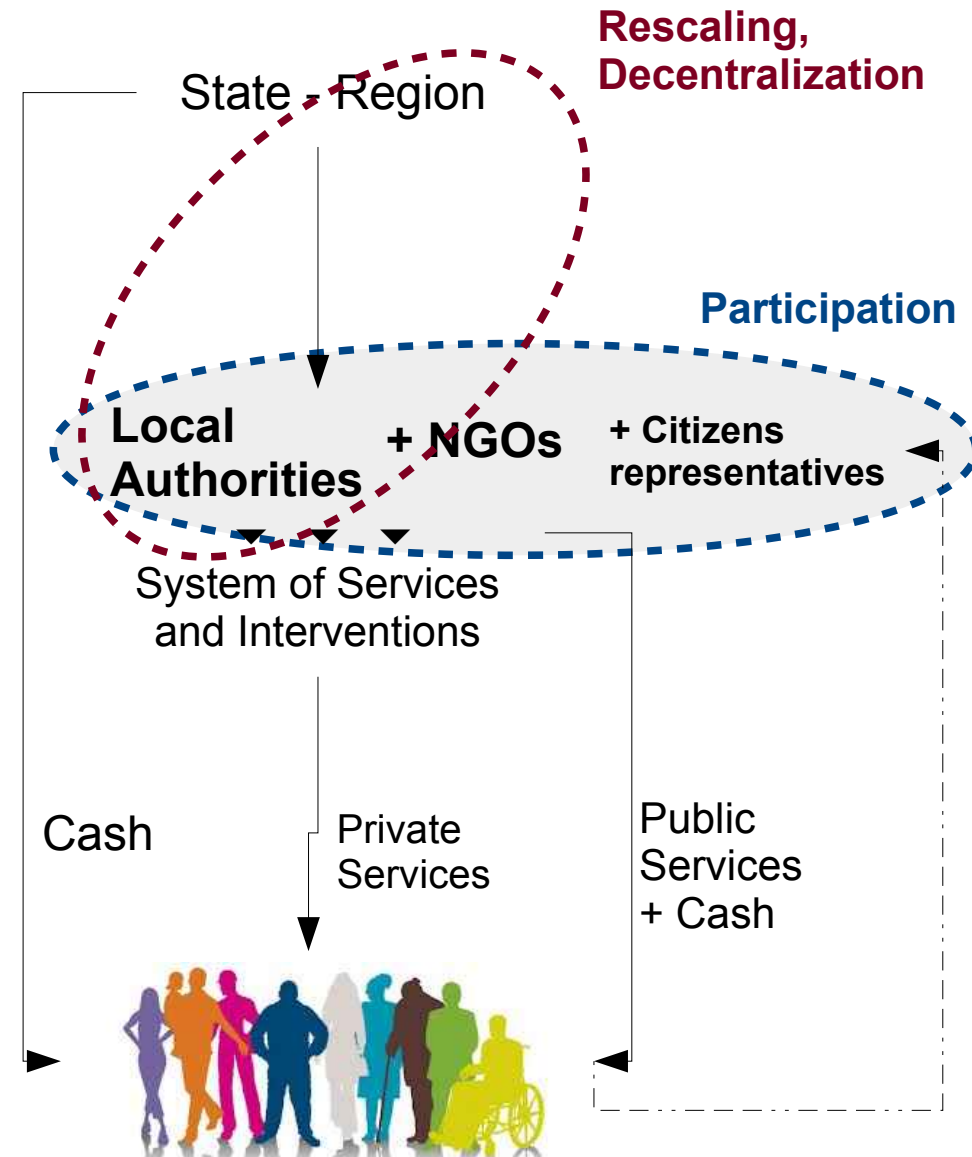 Rescaling,
Decentralization
State - Region
Participation
Local
Authorities
+ NGOs
+ Citizens
representatives
System of Services
and Interventions
Cash
Private
Services
Public
Services
+ Cash